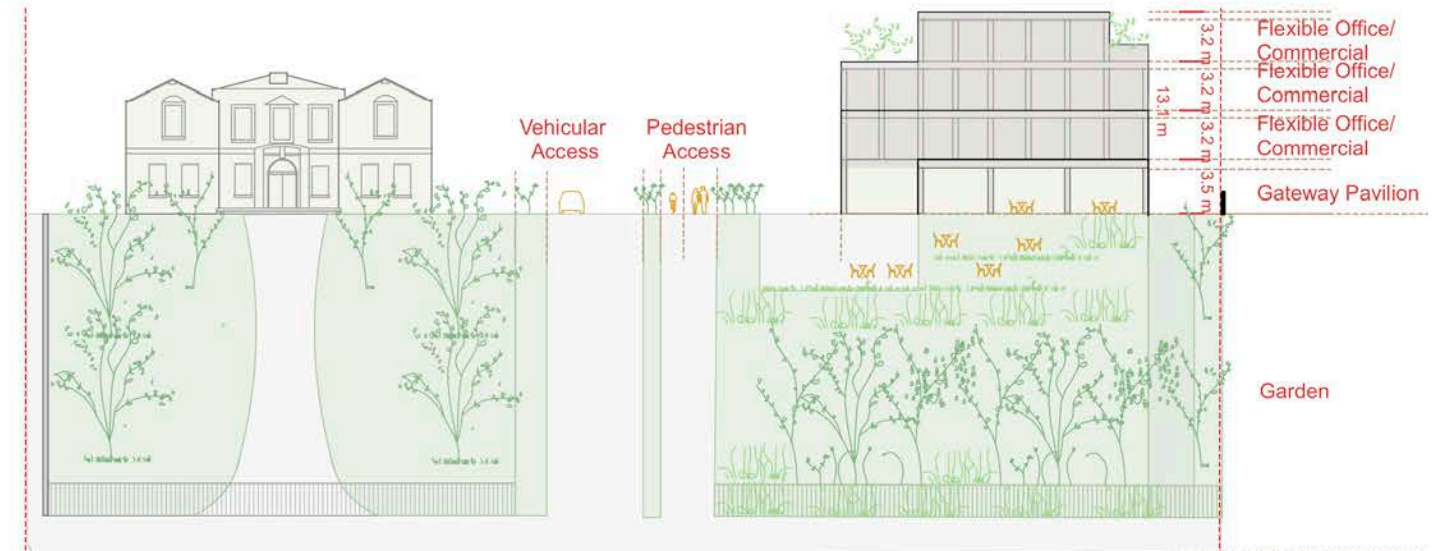 Vehicular
Access
Pedestrian
Access
3.2 m
3.2 m
3.2 m
3.5 m
13.1 m
Flexible Office/
Commercial
Flexible Office/
Commercial
Flexible Office/
Commercial
Gateway Pavilion
Garden